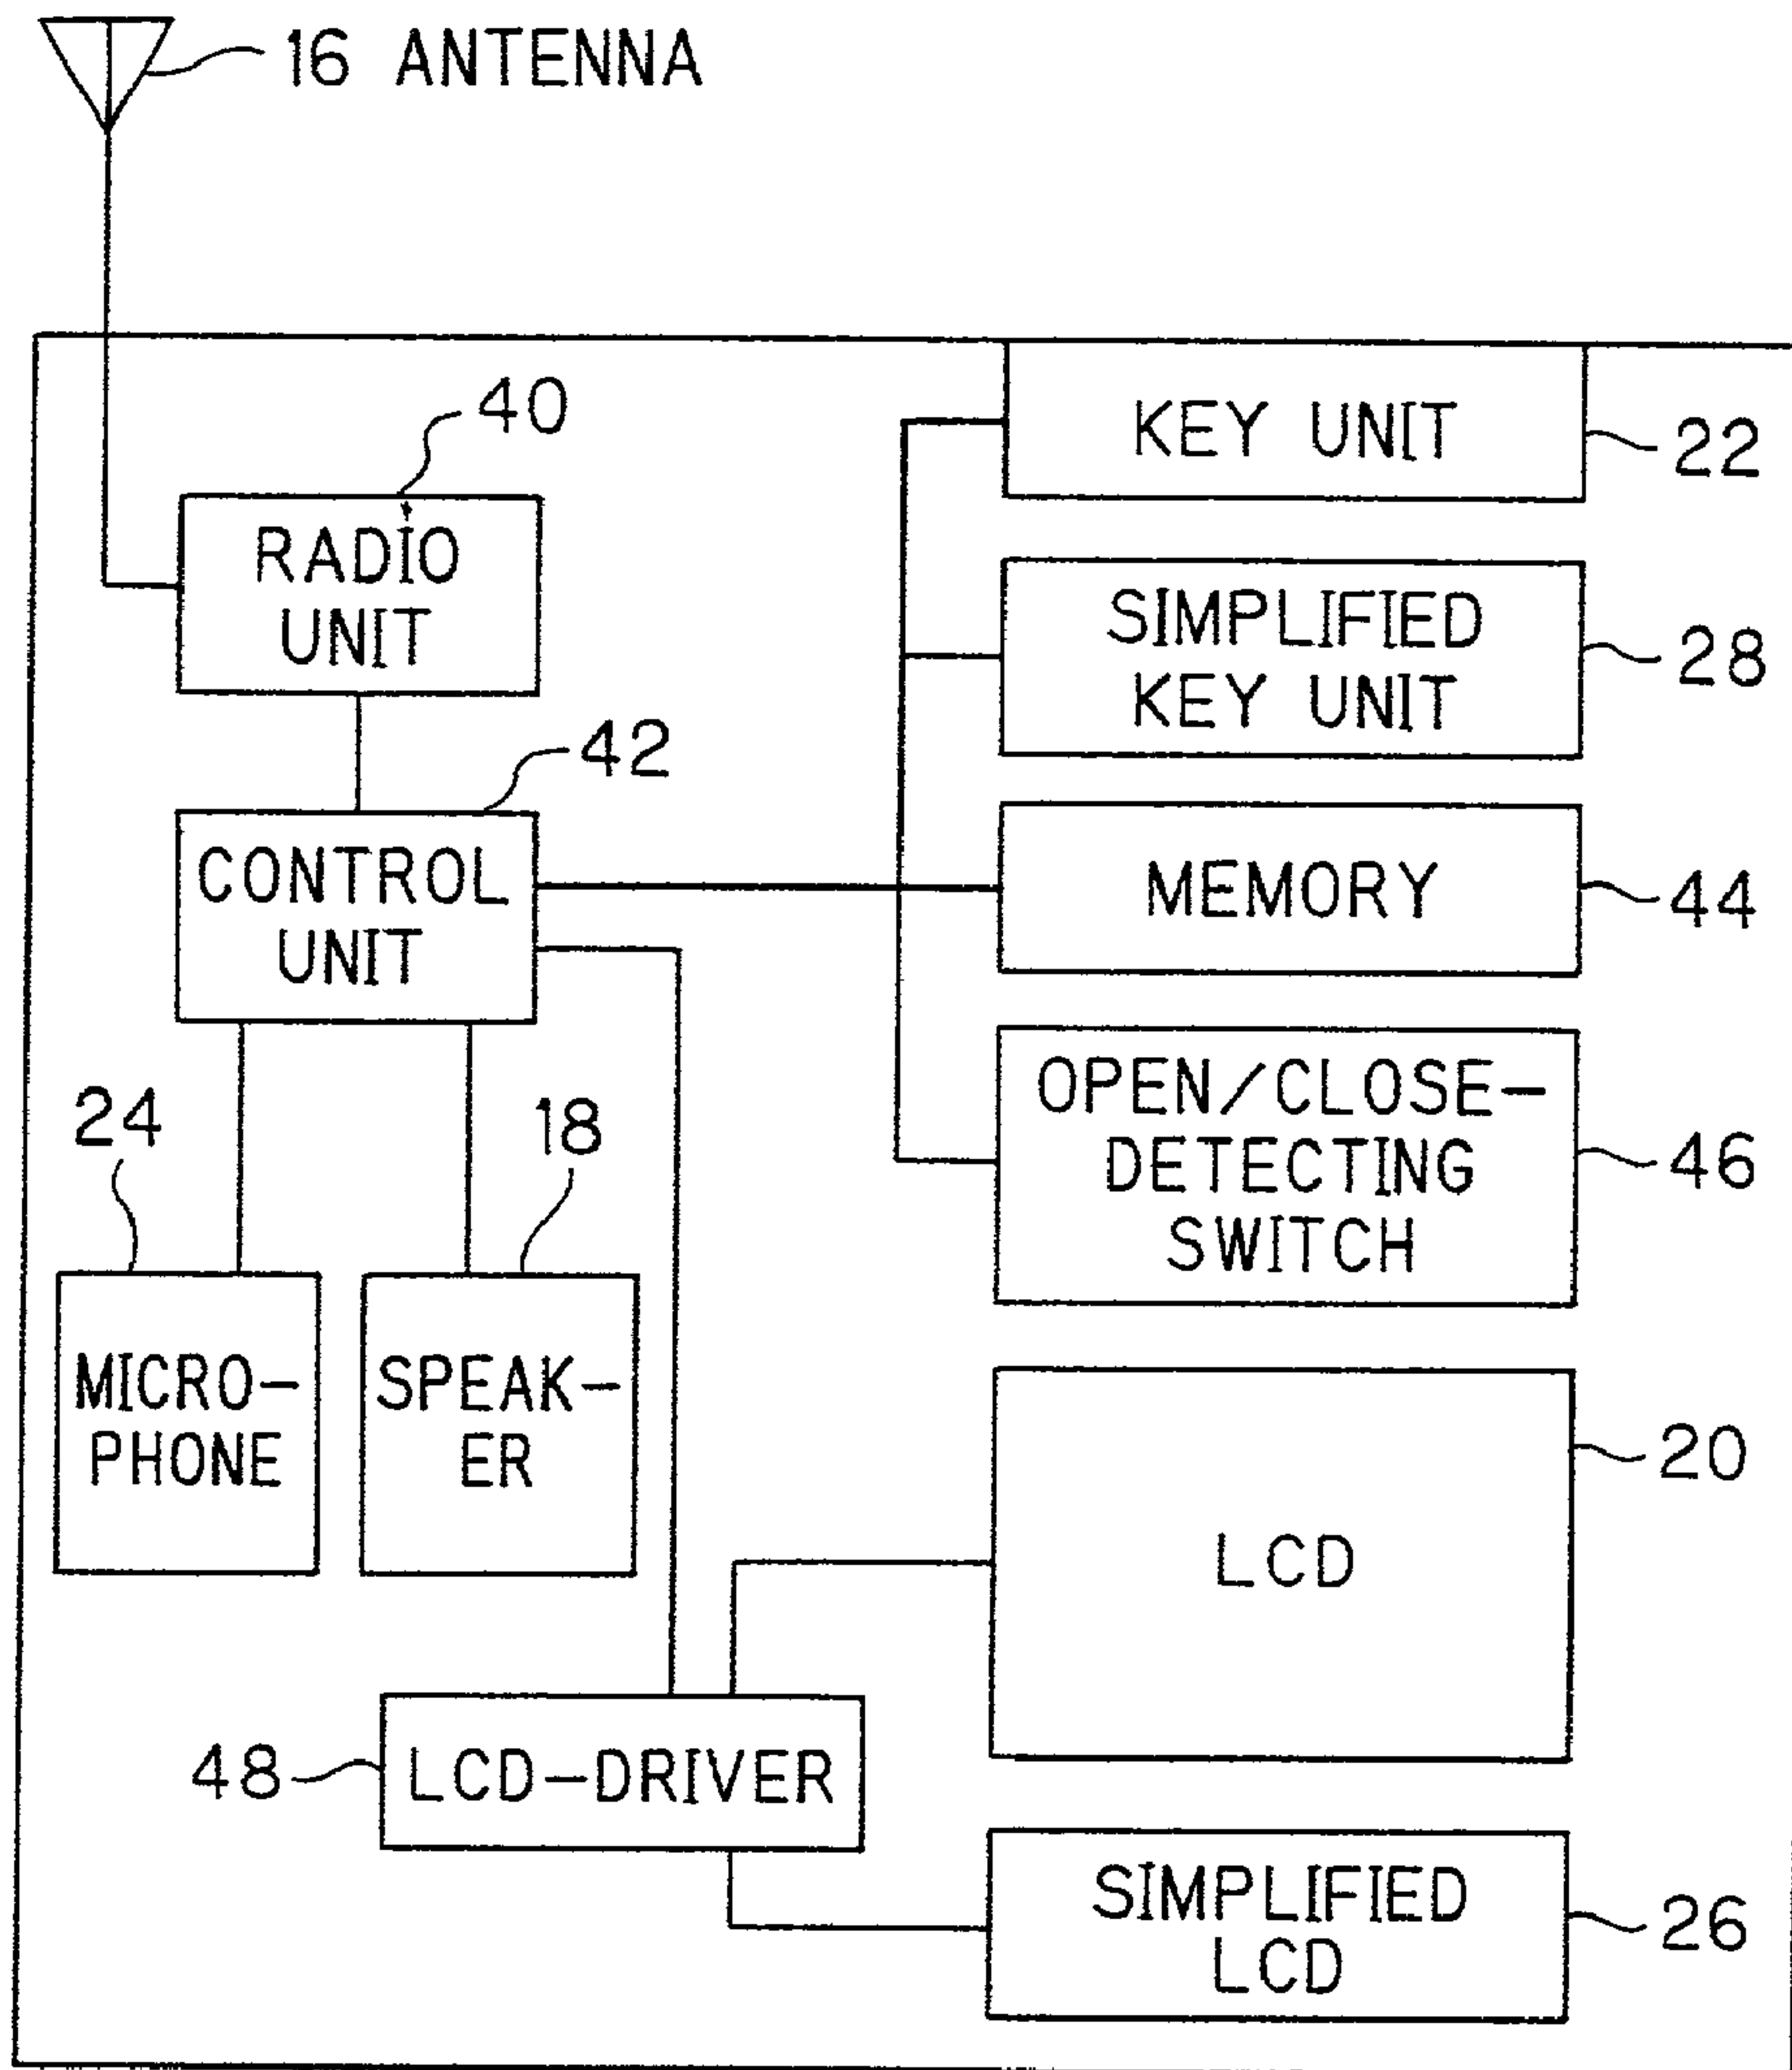 16 ANTENNA
40
RADIO
UNIT
42
CONTROL
UNIT
24
18
MICRO-
PHONE
SPEAK-
ER
48
LCD-DRIVER
KEY UNIT
22
SIMPLIFIED
KEY UNIT
28
MEMORY
44
OPEN/CLOSE-
DETECTING
SWITCH
46
LCD
20
SIMPLIFIED
LCD
26